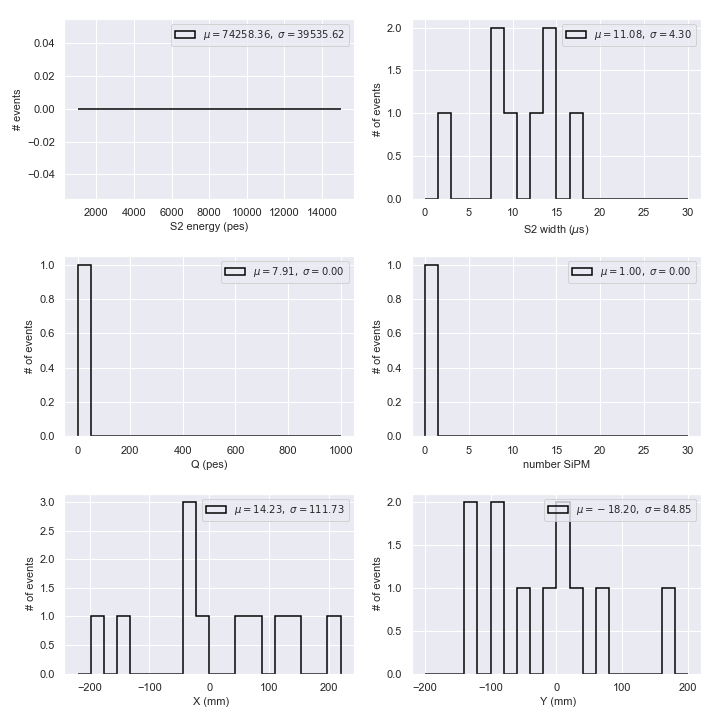 # events
0.04
0.02
0.00
−0.02
−0.04
μ = 74258.36, σ = 39535.62
2000 4000 6000 8000 10000 12000 14000
S2 energy (pes)
# of events
2.0
1.5
1.0
0.5
0.0
μ = 11.08, σ = 4.30
0 5 10 15 20 25 30
S2 width (μs)
# of events
1.0
0.8
0.6
0.4
0.2
0.0
μ = 7.91, σ = 0.00
0 200 400 600 800 1000
Q (pes)
# of events
1.0
0.8
0.6
0.4
0.2
0.0
μ = 1.00, σ = 0.00
0 5 10 15 20 25 30
number SiPM
# of events
3.0
2.5
2.0
1.5
1.0
0.5
0.0
μ = 14.23, σ = 111.73
−200 −100 0 100 200
X (mm)
# of events
2.0
1.5
1.0
0.5
0.0
μ = −18.20, σ = 84.85
−200 −100 0 100 200
Y (mm)